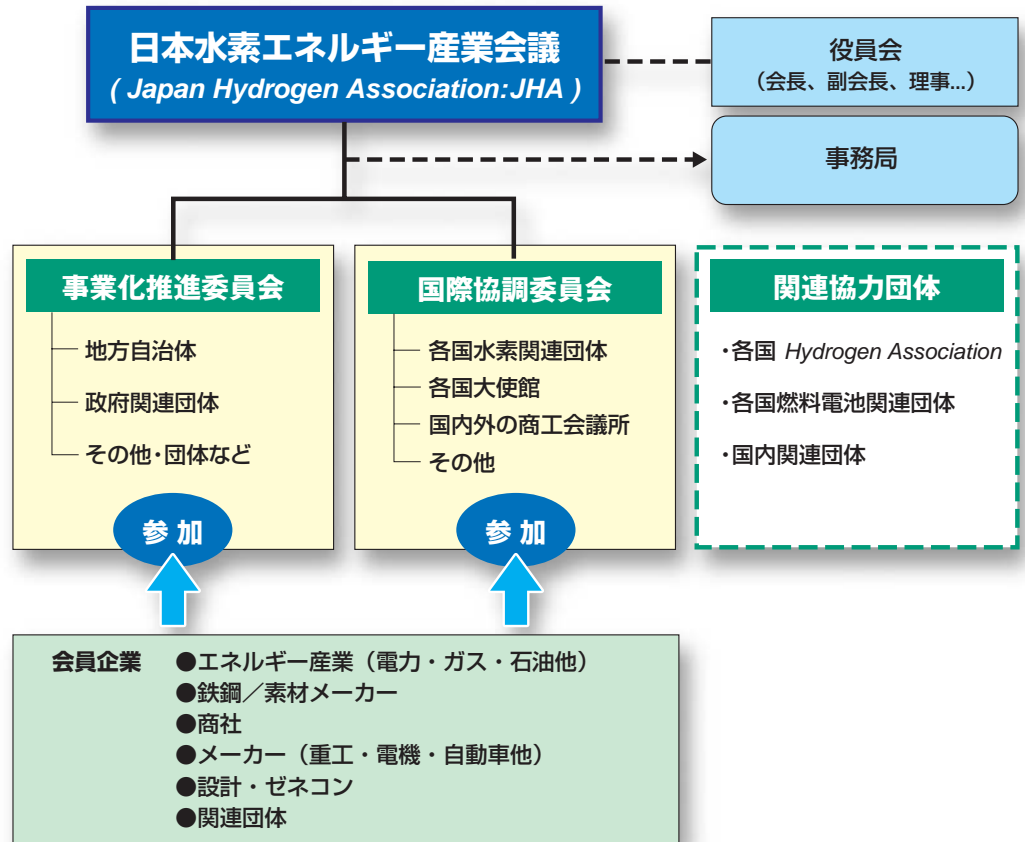 日本水素エネルギー産業会議
( Japan Hydrogen Association:JHA )
役員会
（会長、副会長、理事...）
事務局
事業化推進委員会
地方自治体
政府関連団体
その他・団体など
参 加
国際協調委員会
各国水素関連団体
各国大使館
国内外の商工会議所
その他
参 加
関連協力団体
・各国 Hydrogen Association
・各国燃料電池関連団体
・国内関連団体
会員企業 ●エネルギー産業（電力・ガス・石油他）
●鉄鋼／素材メーカー
●商社
●メーカー（重工・電機・自動車他）
●設計・ゼネコン
●関連団体